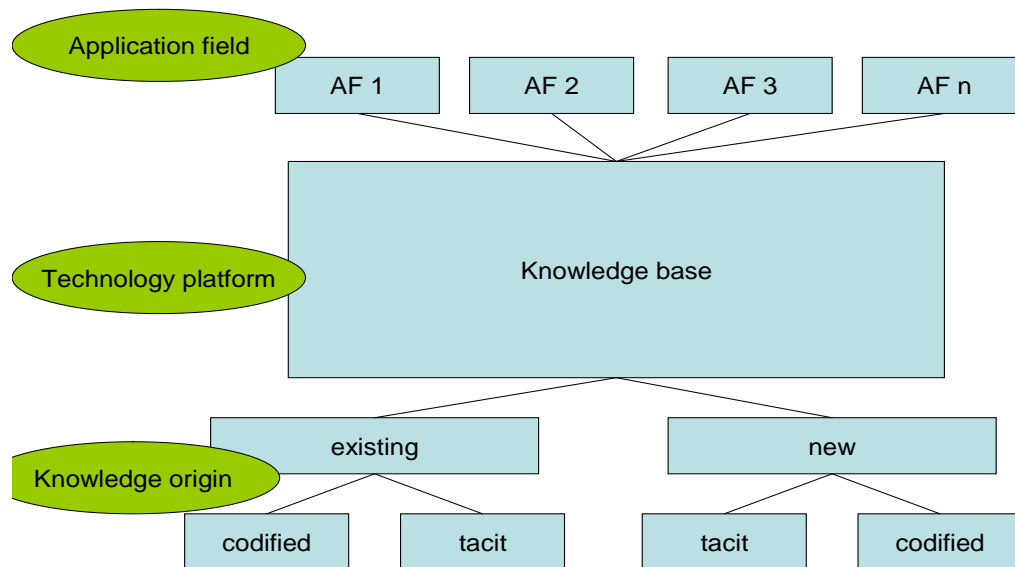 Application field
AF 1
AF 2
AF 3
AF n
Technology platform
Knowledge base
existing
new
Knowledge origin
codified
tacit
tacit
codified